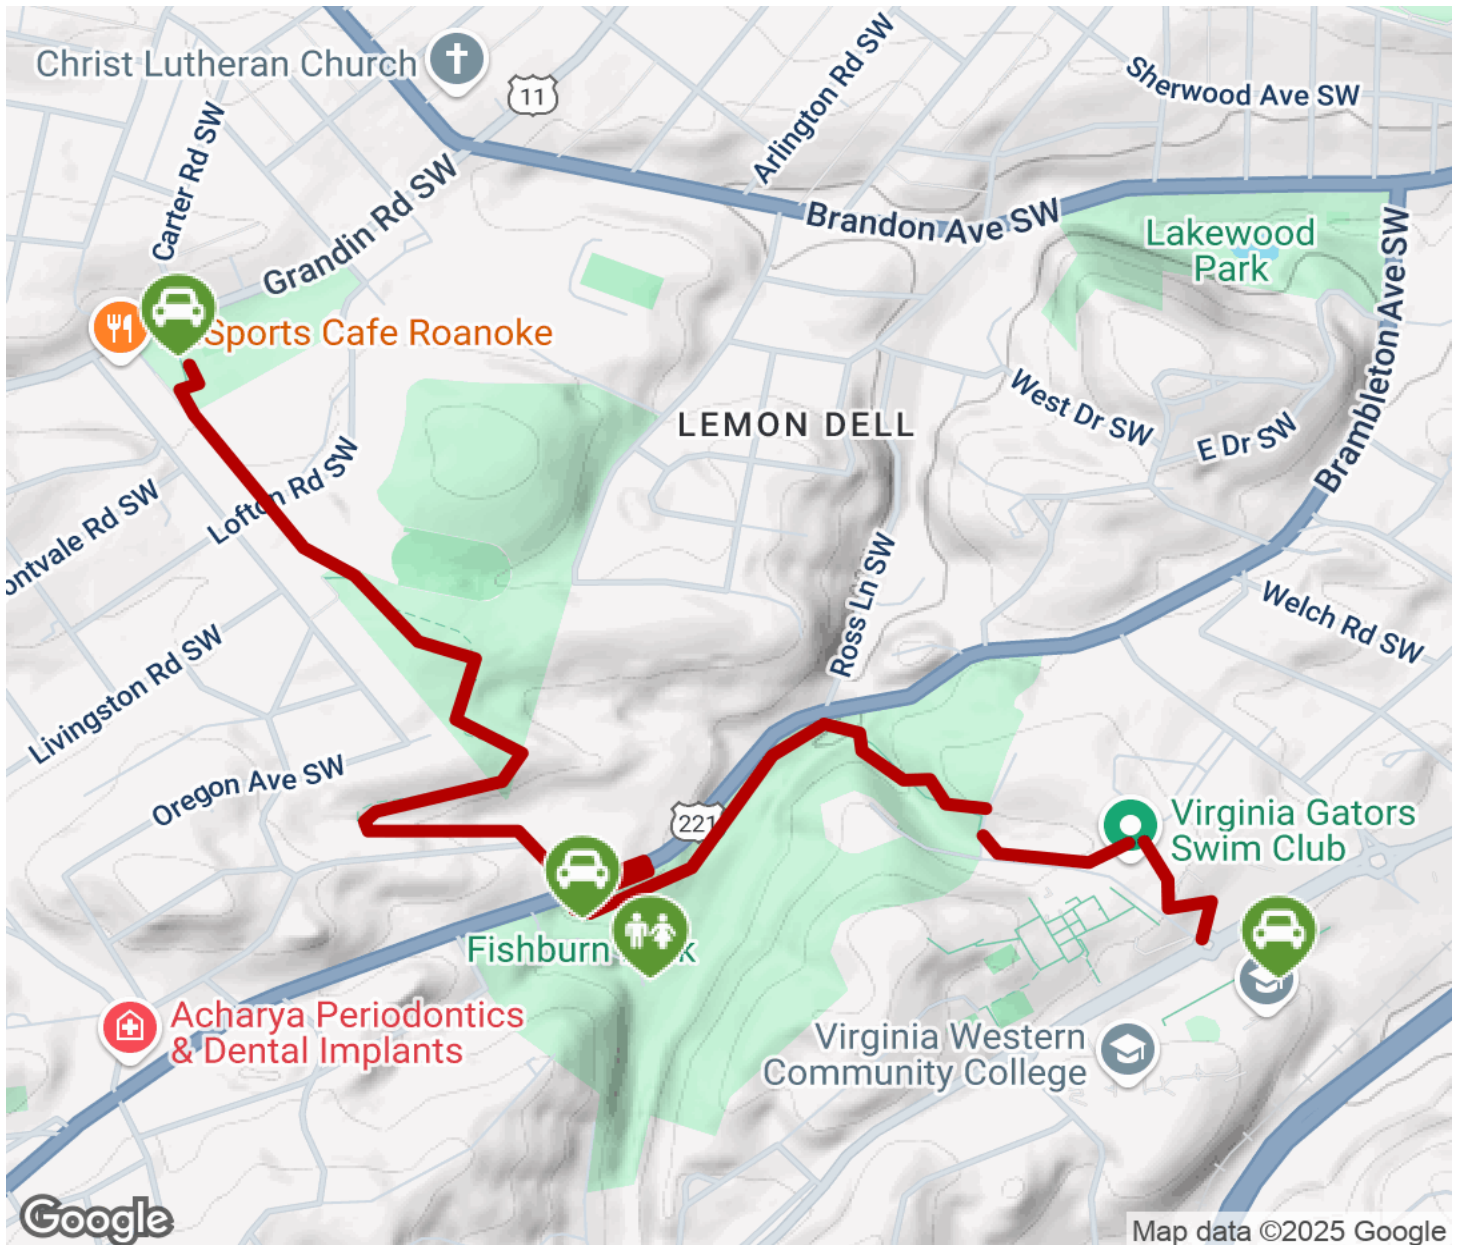 Christ Lutheran Church
11
Arlington Rd SW
Sherwood Ave SW
Carter Rd SW
Grandin Rd SW
Brandon Ave SW
Lakewood
Park
Sports Cafe Roanoke
Brambleton Ave SW
West Dr SW
E Dr SW
LEMON DELL
Lofton Rd SW
ontvale Rd SW
Ross Ln SW
Welch Rd SW
Livingston Rd SW
Oregon Ave SW
221
Virginia Gators
Swim Club
Fishburn
k
Acharya Periodontics
& Dental Implants
Virginia Western
Community College
Google
Map data ©2025 Google